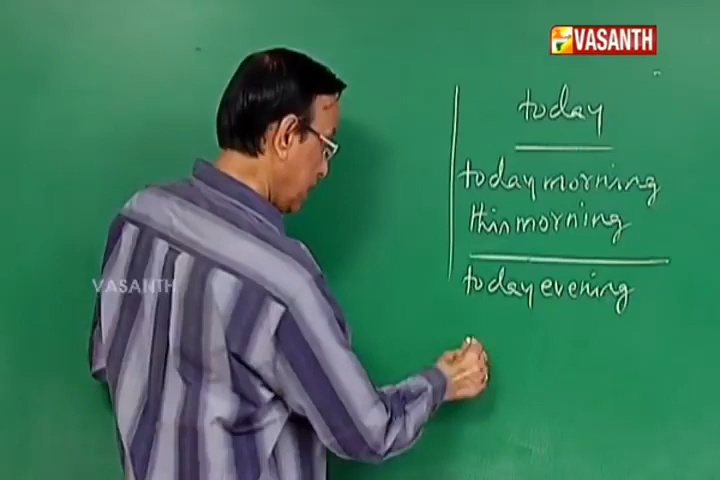 VASANTH
today
today morning
this morning
VASANTH
today evening